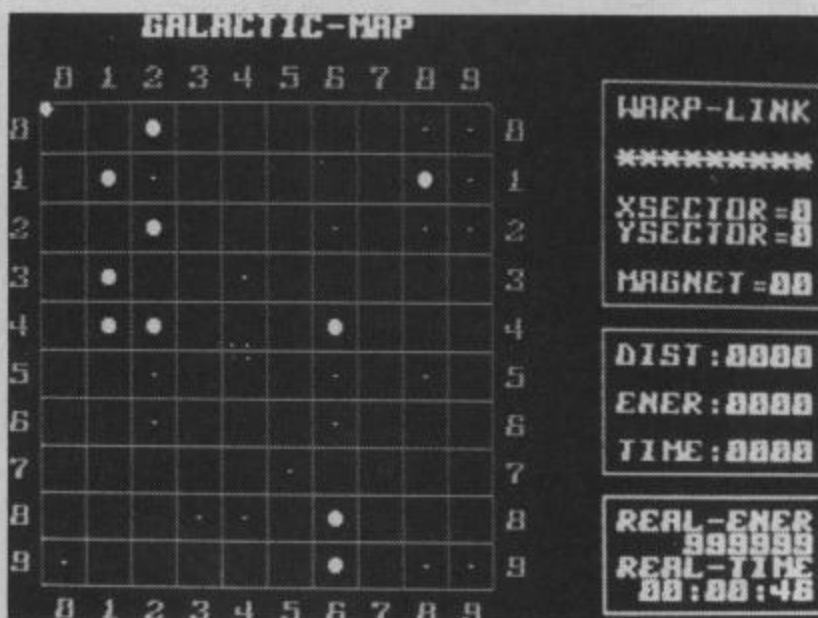 GALACTIC-MAP
0 1 2 3 4 5 6 7 8 9
0 0
1 1
2 2
3 3
4 4
5 5
6 6
7 7
8 8
9 9
0 1 2 3 4 5 6 7 8 9
WARP-LINK
*********
XSECTOR=0
YSECTOR=0
MAGNET=00
DIST:0000
ENER:0000
TIME:0000
REAL-ENER
999999
REAL-TIME
00:00:46